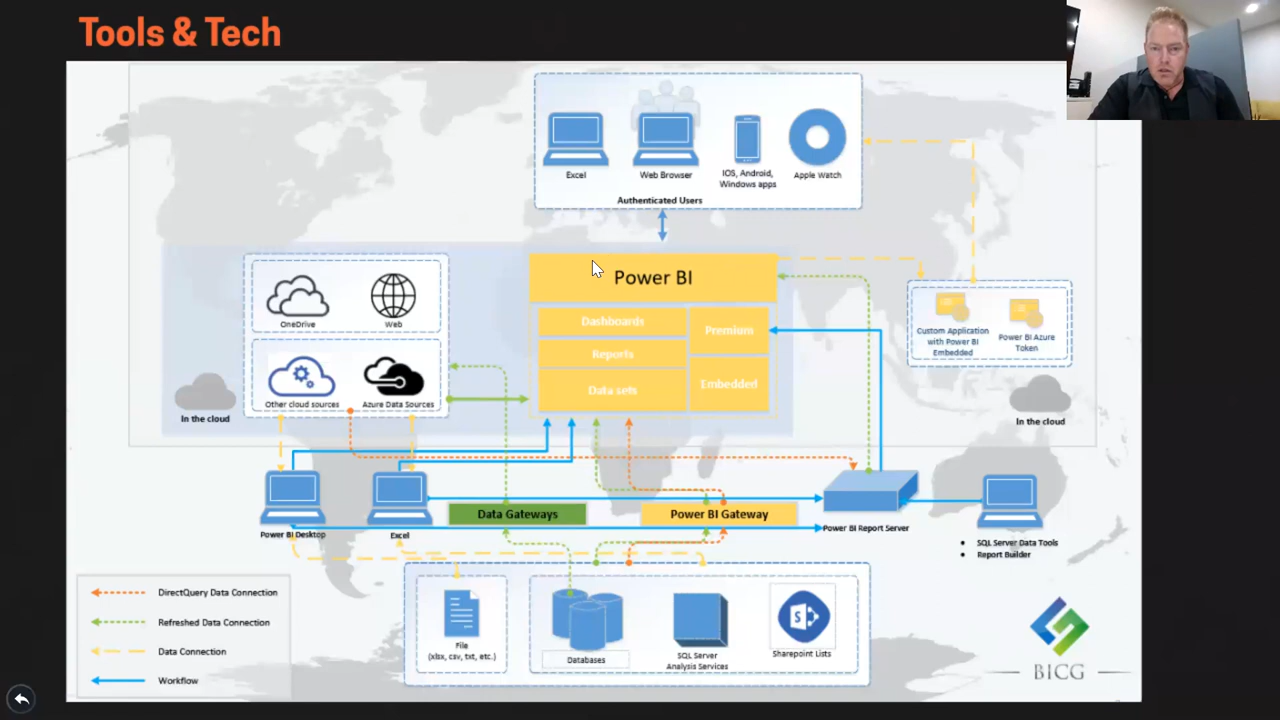 Tools & Tech
Excel
Web Browser
IOS, Android,
Windows apps
Apple Watch
Authenticated Users
OneDrive
Web
Other cloud sources
Azure Data Sources
In the cloud
Power BI
Dashboards
Reports
Data sets
Premium
Embedded
Custom Application
with Power BI
Embedded
Power BI Azure
Token
In the cloud
Power BI Desktop
Excel
Data Gateways
Power BI Gateway
Power BI Report Server
• SQL Server Data Tools
• Report Builder
DirectQuery Data Connection
Refreshed Data Connection
Data Connection
Workflow
File
(xlsx, csv, txt, etc.)
Databases
SQL Server
Analysis Services
S
Sharepoint Lists
BICG